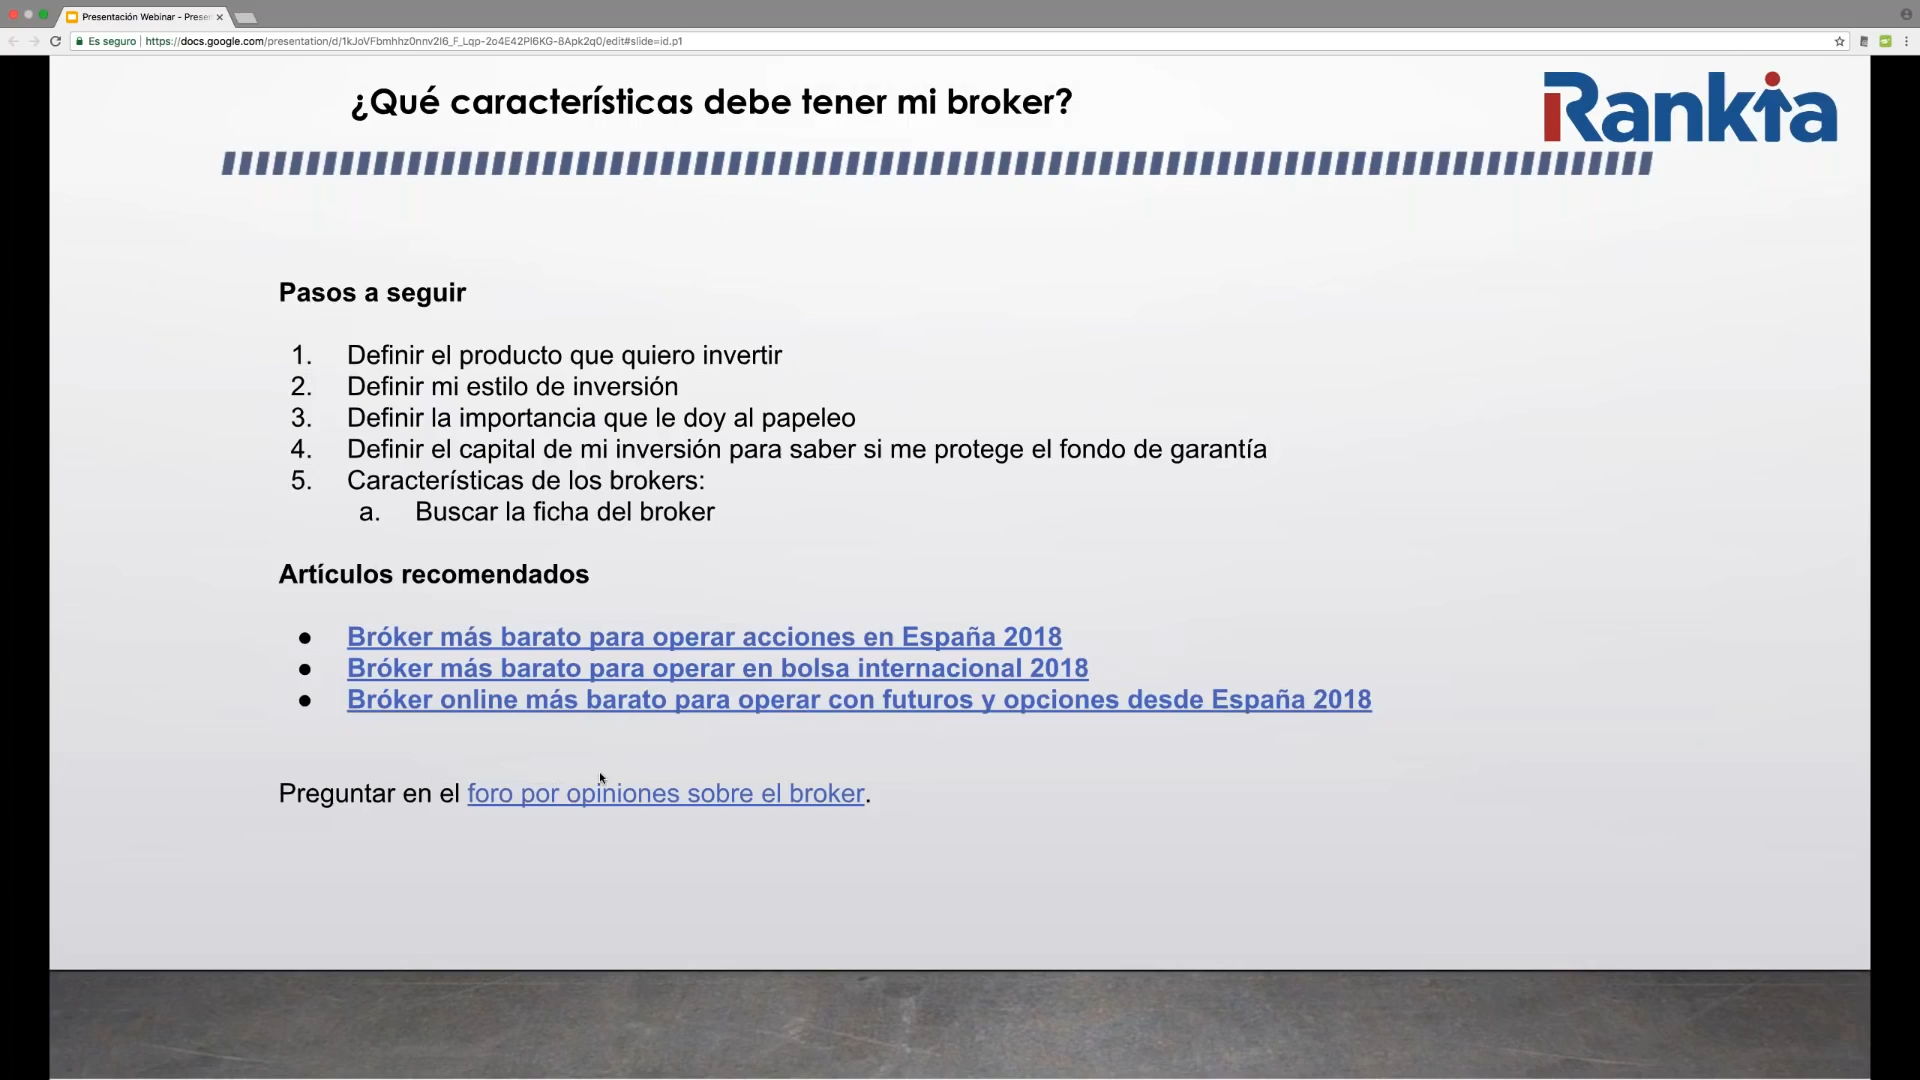 Presentación Webinar - Prese
Es seguro | https://docs.google.com/presentation/d/1kJoVFbmhhz0nnv2I6_F_Lqp-2o4E42PI6KG-8Apk2q0/edit#slide=id.p1
¿Qué características debe tener mi broker?
Rankia
Pasos a seguir
1. Definir el producto que quiero invertir
2. Definir mi estilo de inversión
3. Definir la importancia que le doy al papeleo
4. Definir el capital de mi inversión para saber si me protege el fondo de garantía
5. Características de los brokers:
a. Buscar la ficha del broker
Artículos recomendados
● Bróker más barato para operar acciones en España 2018
● Bróker más barato para operar en bolsa internacional 2018
● Bróker online más barato para operar con futuros y opciones desde España 2018
Preguntar en el foro por opiniones sobre el broker.